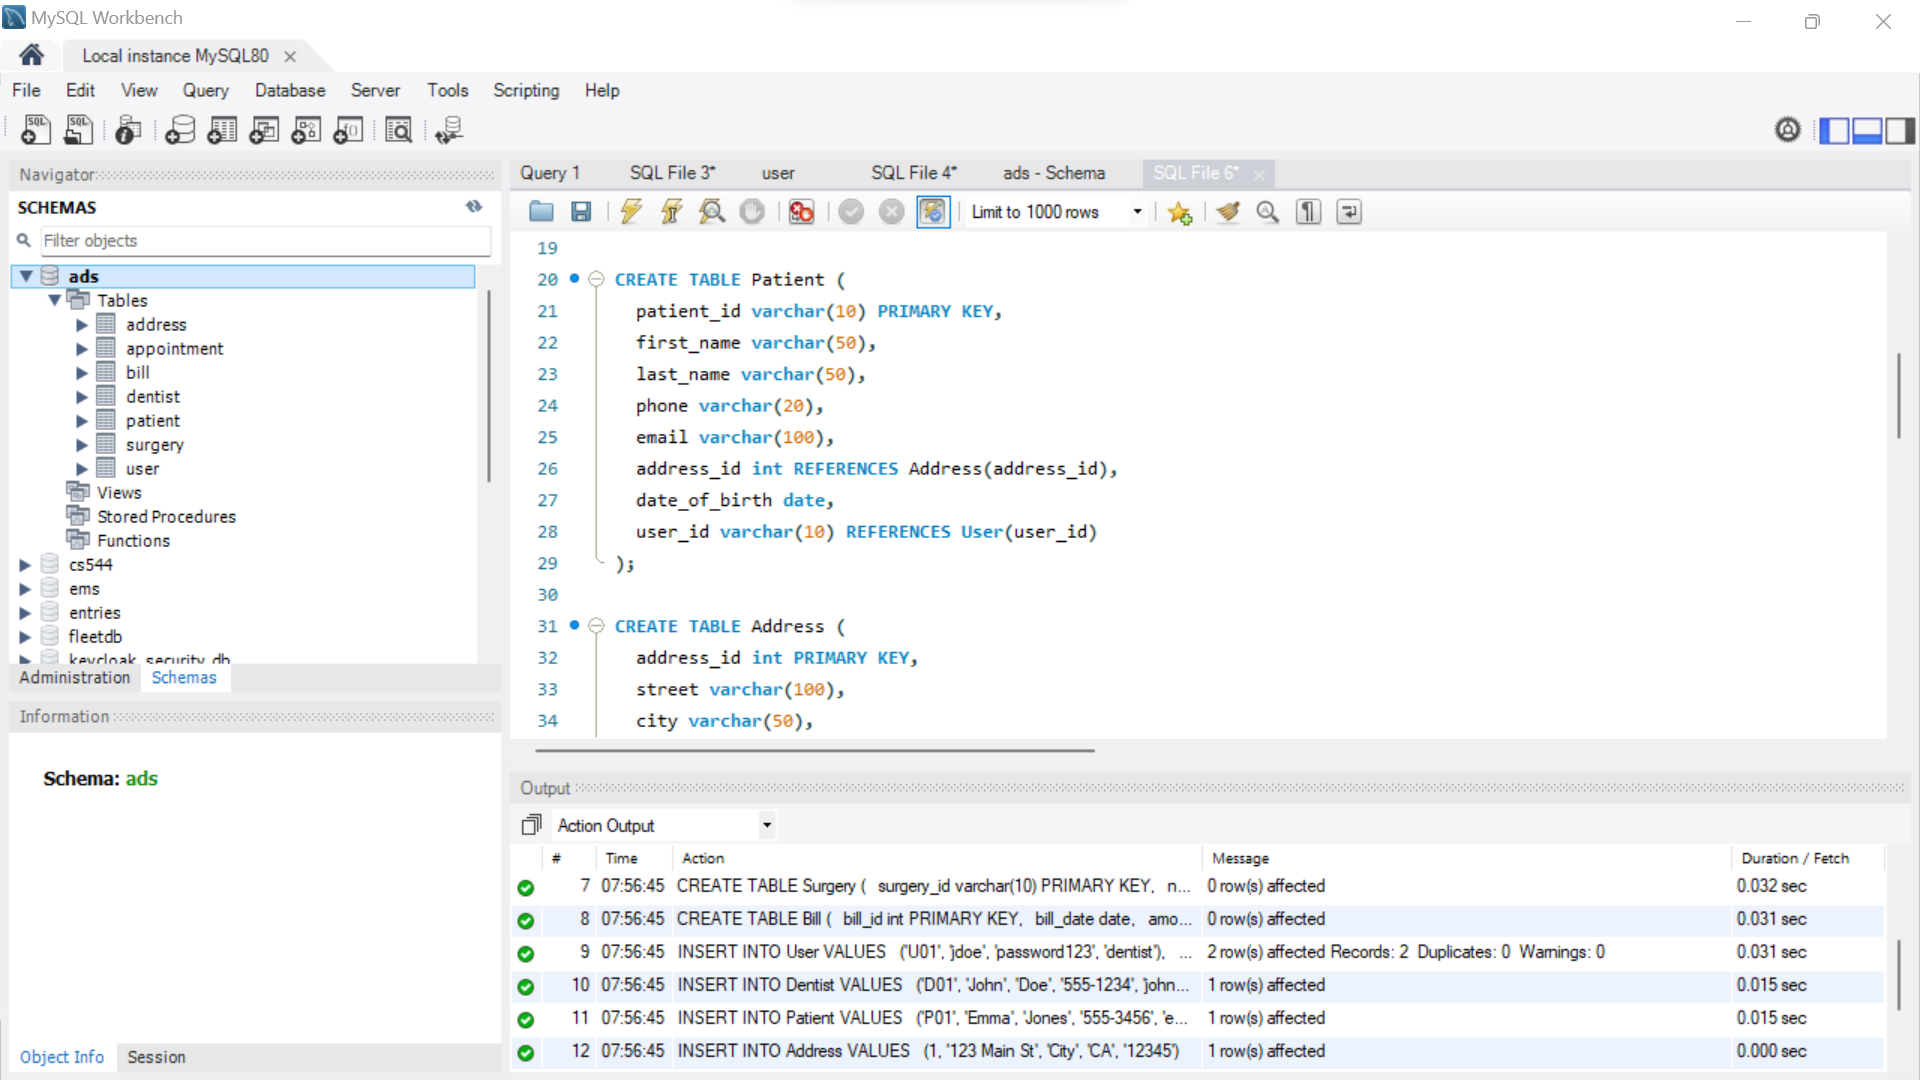 MySQL Workbench
Local instance MySQL80
File Edit View Query Database Server Tools Scripting Help
Navigator
SCHEMAS
Filter objects
ads
Tables
address
appointment
bill
dentist
patient
surgery
user
Views
Stored Procedures
Functions
cs544
ems
entries
fleetdb
keycloak_security_db
Administration Schemas
Information
Schema: ads
Object Info Session
Query 1 SQL File 3* user SQL File 4* ads - Schema SQL File 6*
Limit to 1000 rows
19
20 CREATE TABLE Patient (
21 patient_id varchar(10) PRIMARY KEY,
22 first_name varchar(50),
23 last_name varchar(50),
24 phone varchar(20),
25 email varchar(100),
26 address_id int REFERENCES Address(address_id),
27 date_of_birth date,
28 user_id varchar(10) REFERENCES User(user_id)
29 );
30
31 CREATE TABLE Address (
32 address_id int PRIMARY KEY,
33 street varchar(100),
34 city varchar(50),
Output
Action Output
# Time Action Message Duration / Fetch
7 07:56:45 CREATE TABLE Surgery ( surgery_id varchar(10) PRIMARY KEY, n... 0 row(s) affected 0.032 sec
8 07:56:45 CREATE TABLE Bill ( bill_id int PRIMARY KEY, bill_date date, amo... 0 row(s) affected 0.031 sec
9 07:56:45 INSERT INTO User VALUES ('U01', 'jdoe', 'password123', 'dentist'), ... 2 row(s) affected Records: 2 Duplicates: 0 Warnings: 0 0.031 sec
10 07:56:45 INSERT INTO Dentist VALUES ('D01', 'John', 'Doe', '555-1234', 'john... 1 row(s) affected 0.015 sec
11 07:56:45 INSERT INTO Patient VALUES ('P01', 'Emma', 'Jones', '555-3456', 'e... 1 row(s) affected 0.015 sec
12 07:56:45 INSERT INTO Address VALUES (1, '123 Main St', 'City', 'CA', '12345') 1 row(s) affected 0.000 sec